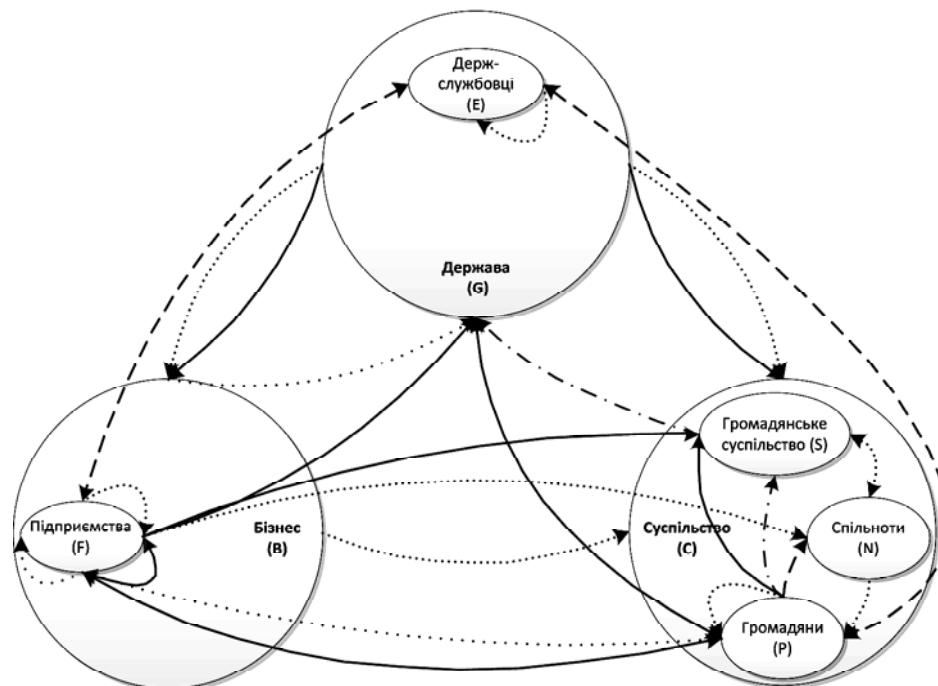 Держ-
службовці
(E)
Держава
(G)
Громадянське
суспільство (S)
Підприємства
(F)
Бізнес
(B)
Суспільство
(C)
Спільноти
(N)
Громадяни
(P)